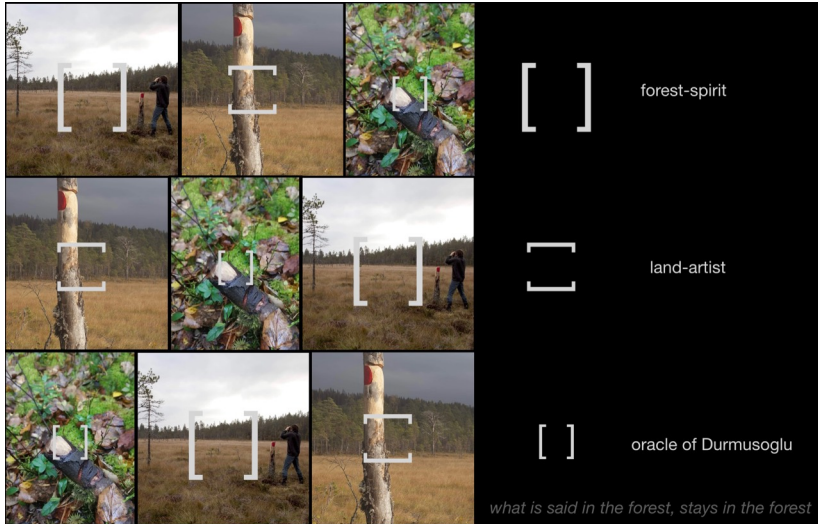 forest-spirit
land-artist
oracle of Durmusoglu
what is said in the forest, stays in the forest